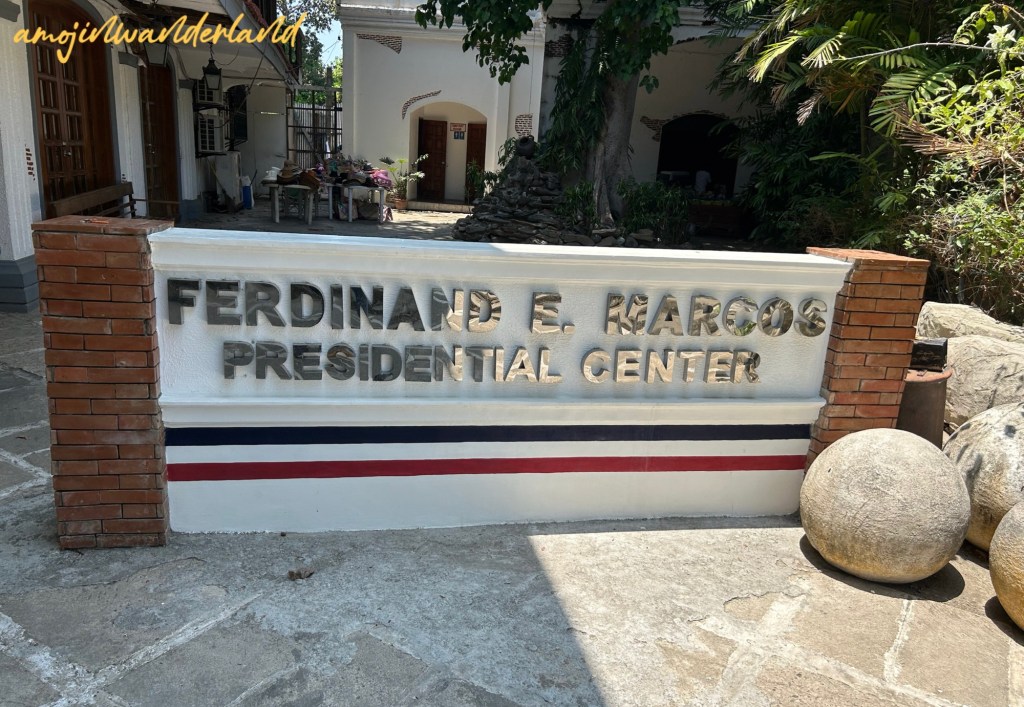 amojinwanderland
FERDINAND E. MARCOS
PRESIDENTIAL CENTER